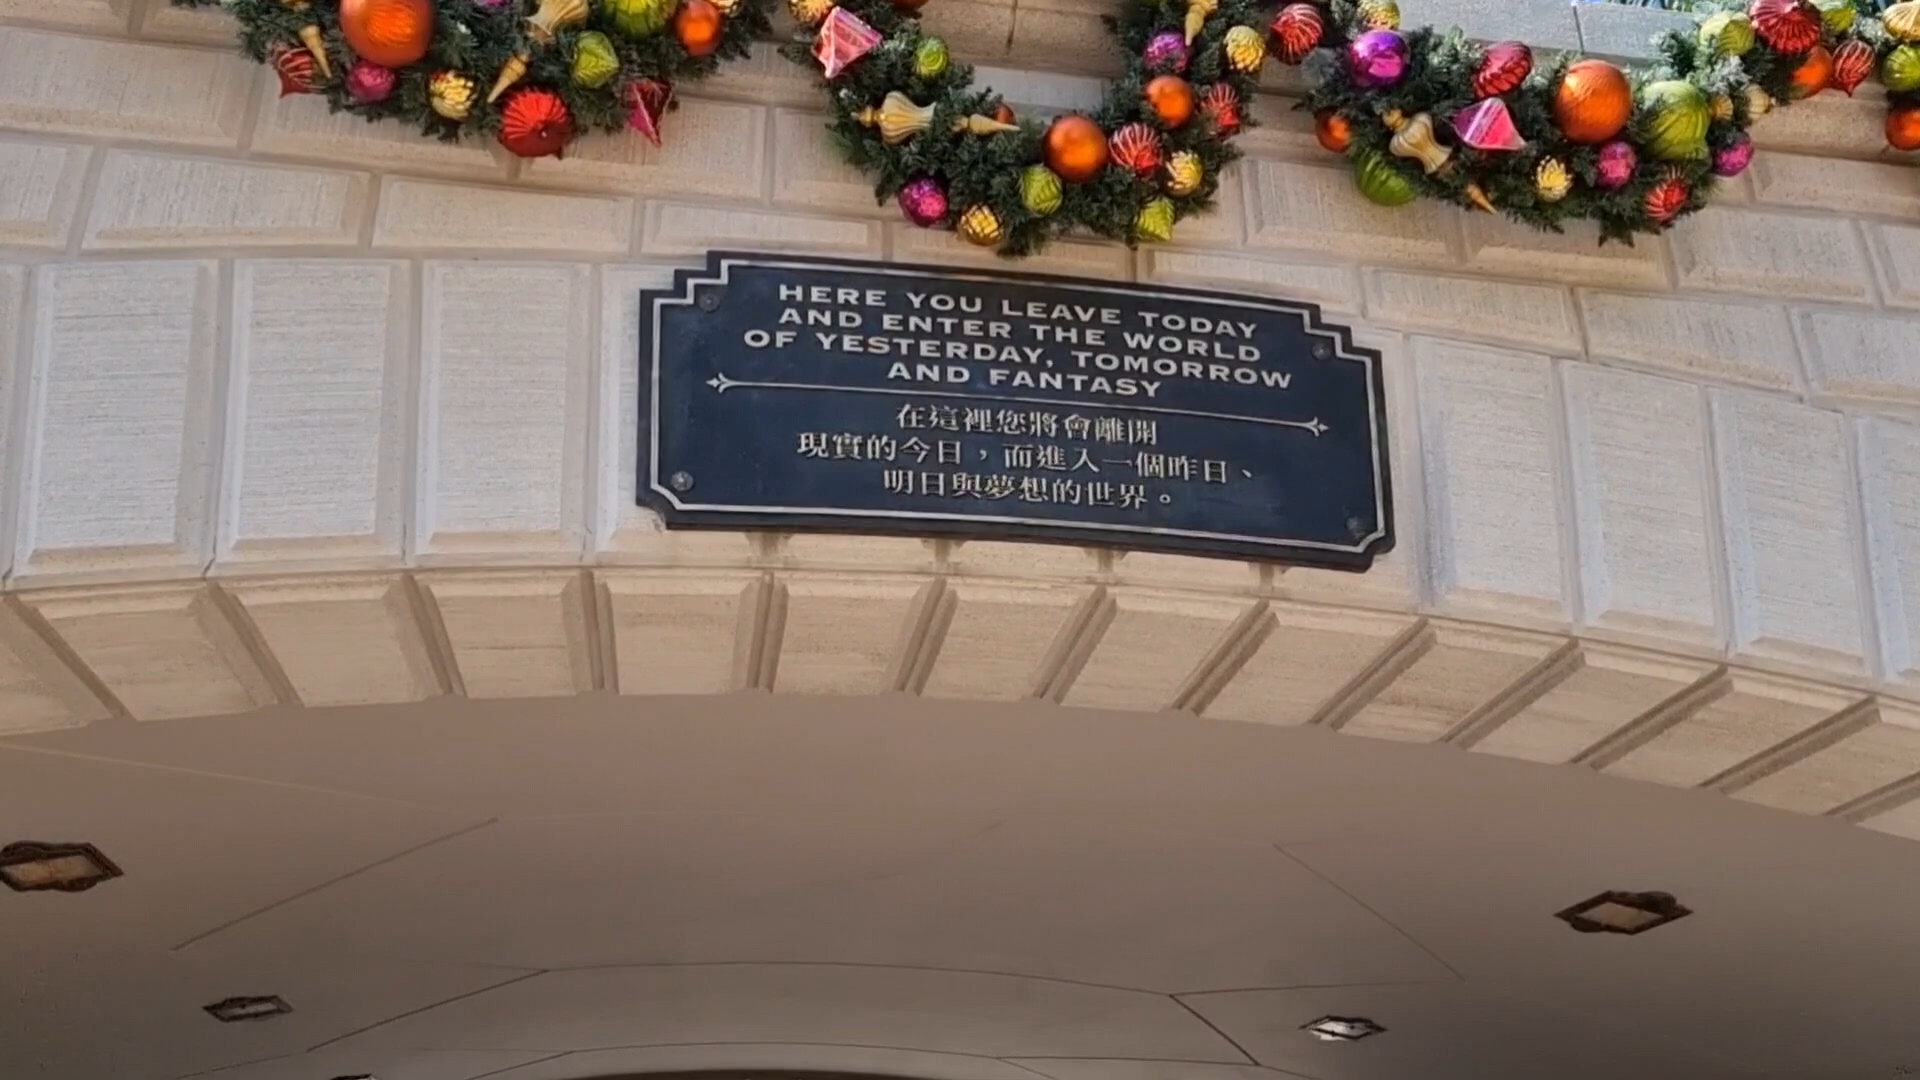 HERE YOU LEAVE TODAY
AND ENTER THE WORLD
OF YESTERDAY, TOMORROW
AND FANTASY
在這裡您將會離開
現實的今日，而進入一個昨日、
明日與夢想的世界。